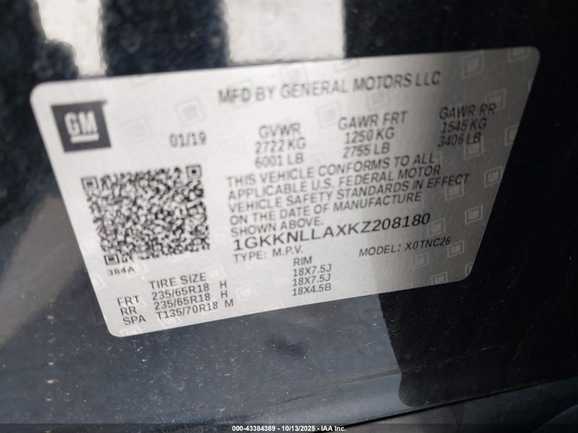 MFD BY GENERAL MOTORS LLC
GM
01/19
GVWR
2722 KG
6001 LB
GAWR FRT
1250 KG
2755 LB
GAWR RR
1545 KG
3406 LB
THIS VEHICLE CONFORMS TO ALL
APPLICABLE U.S. FEDERAL MOTOR
VEHICLE SAFETY STANDARDS IN EFFECT
ON THE DATE OF MANUFACTURE
1GKKNLLAXKZ208180
TYPE: M.P.V.
MODEL: X0TNC26
384A
TIRE SIZE
RIM
FRT 235/65R18 H 18X7.5J
RR 235/65R18 H 18X7.5J
SPA T135/70R18 M 18X4.5B
000-43384389 | 10/13/2025 | IAA Inc.